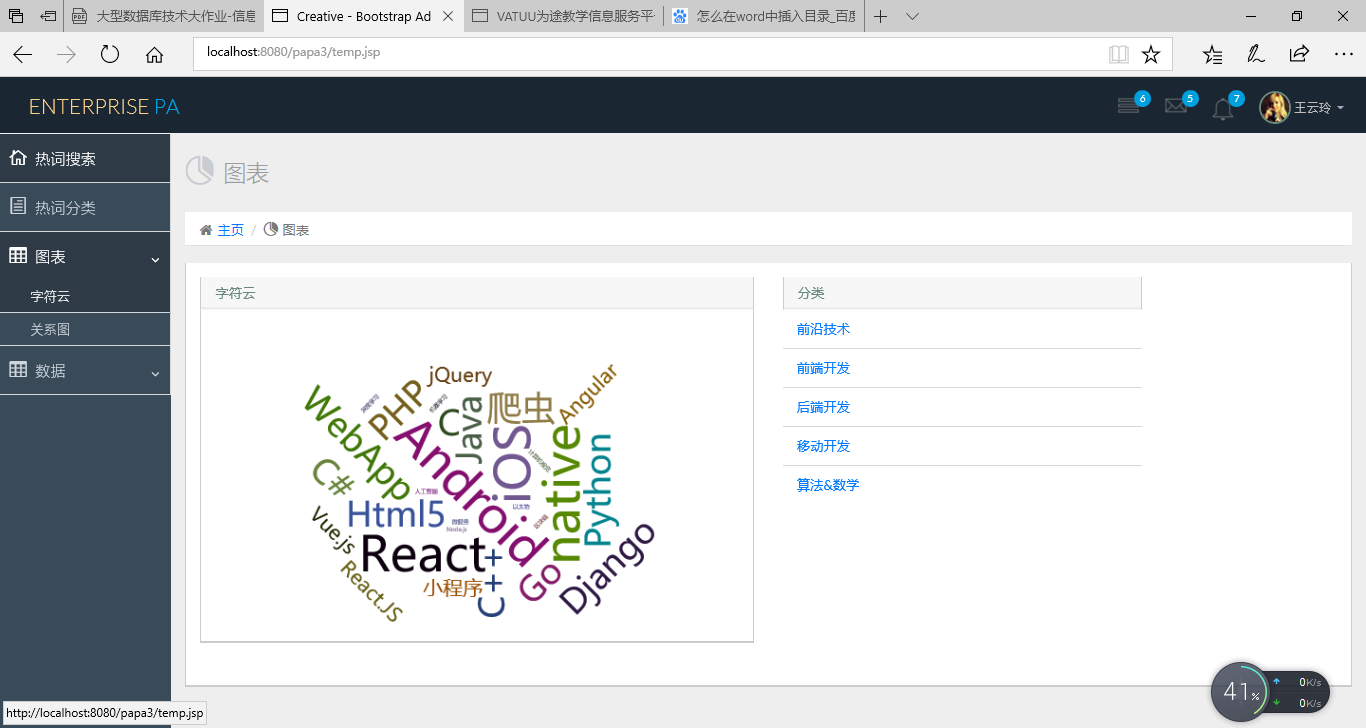 大型数据库技术大作业-信息
Creative - Bootstrap Ad
VATUU为途教学信息服务平
怎么在word中插入目录_百度
localhost:8080/papa3/temp.jsp
ENTERPRISE PA
6
5
7
王云玲
热词搜索
热词分类
图表
字符云
关系图
数据
图表
主页 / 图表
字符云
jQuery
Angular
PHP
深度学习
机器学习
C
Java
爬虫
WebApp
Android
iOS
计算机视觉
native
Python
C#
人工智能
Html5
微服务
Node.js
以太坊
区块链
Vue.js
React
React.JS
小程序
C++
Go
Django
分类
前沿技术
前端开发
后端开发
移动开发
算法&数学
41%
0K/s
0K/s
http://localhost:8080/papa3/temp.jsp